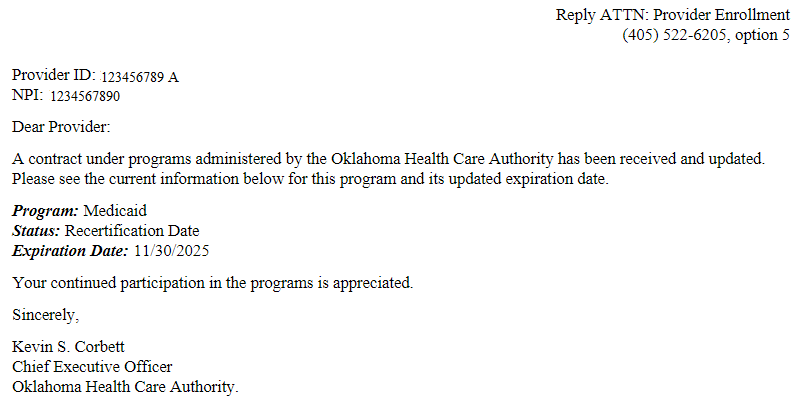 Reply ATTN: Provider Enrollment
(405) 522-6205, option 5
Provider ID: 123456789 A
NPI: 1234567890
Dear Provider:
A contract under programs administered by the Oklahoma Health Care Authority has been received and updated.
Please see the current information below for this program and its updated expiration date.
Program: Medicaid
Status: Recertification Date
Expiration Date: 11/30/2025
Your continued participation in the programs is appreciated.
Sincerely,
Kevin S. Corbett
Chief Executive Officer
Oklahoma Health Care Authority.